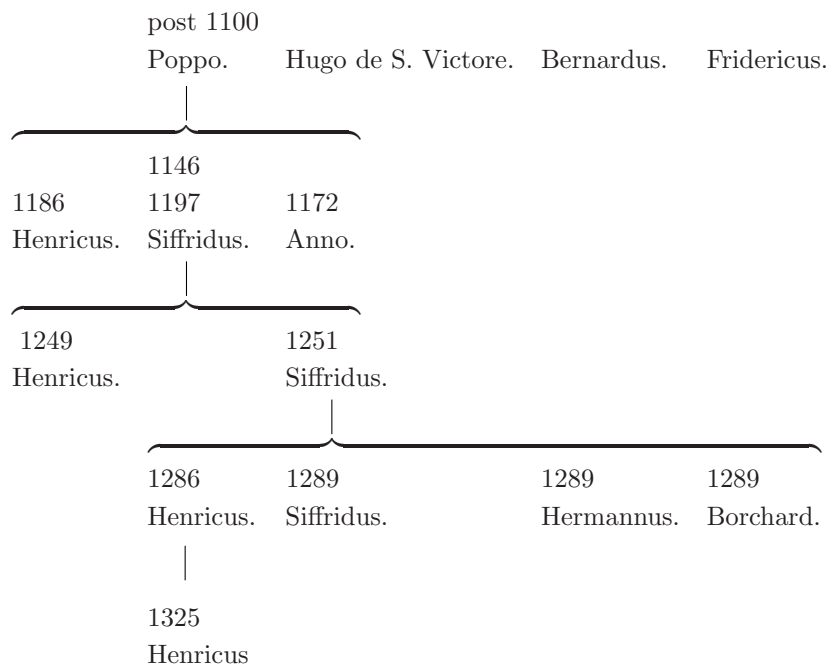 post 1100
Poppo. Hugo de S. Victore. Bernardus. Fridericus.
1146
1186 1197 1172
Henricus. Siffridus. Anno.
1249 1251
Henricus. Siffridus.
1286 1289 1289 1289
Henricus. Siffridus. Hermannus. Borchard.
1325
Henricus